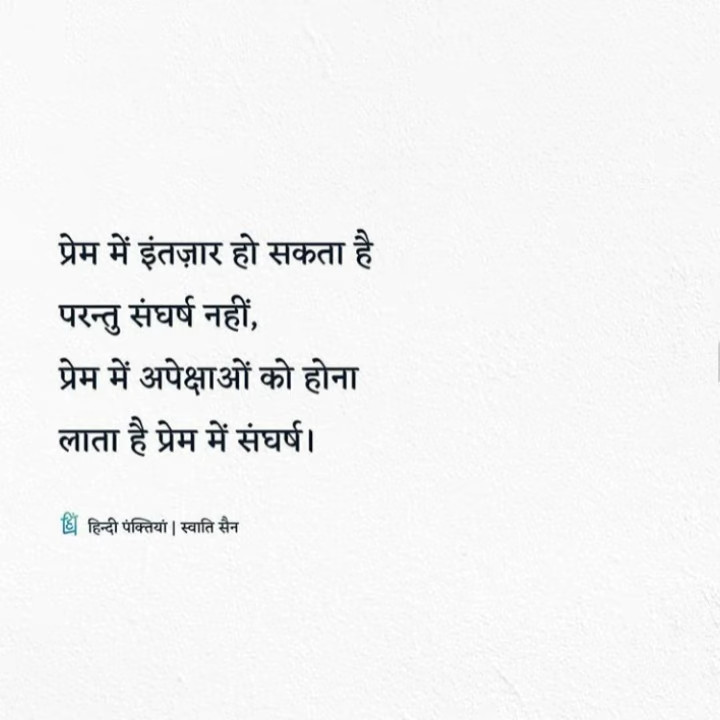 प्रेम में इंतज़ार हो सकता है
परन्तु संघर्ष नहीं,
प्रेम में अपेक्षाओं को होना
लाता है प्रेम में संघर्ष।
हिन्दी पंक्तियां | स्वाति सैन